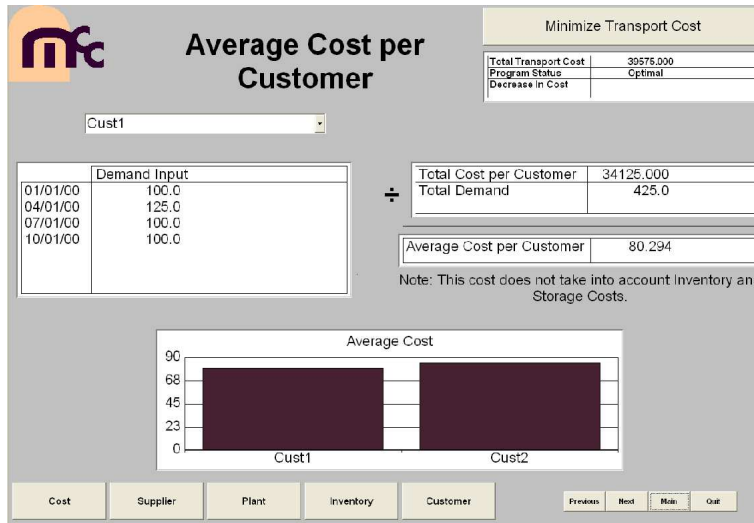 mcc
Average Cost per
Customer
Minimize Transport Cost
Total Transport Cost 39575.000
Program Status Optimal
Decrease in Cost
Cust1
Demand Input
01/01/00 100.0
04/01/00 125.0
07/01/00 100.0
10/01/00 100.0
÷
Total Cost per Customer 34125.000
Total Demand 425.0
Average Cost per Customer 80.294
Note: This cost does not take into account Inventory an
Storage Costs.
Average Cost
90
68
45
23
0
Cust1 Cust2
Cost Supplier Plant Inventory Customer Previous Next Main Quit